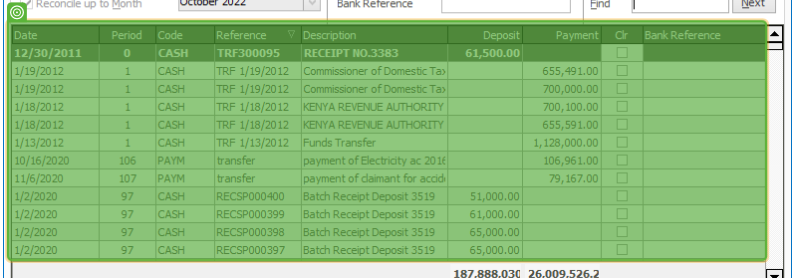 Reconcile up to Month October 2022 Bank Reference Find Next
Date Period Code Reference Description Deposit Payment Clr Bank Reference
12/30/2011 0 CASH TRF300095 RECEIPT NO.3383 61,500.00
1/19/2012 1 CASH TRF 1/19/2012 Commissioner of Domestic Tax 655,491.00
1/19/2012 1 CASH TRF 1/19/2012 Commissioner of Domestic Tax 700,000.00
1/18/2012 1 CASH TRF 1/18/2012 KENYA REVENUE AUTHORITY 700,100.00
1/18/2012 1 CASH TRF 1/18/2012 KENYA REVENUE AUTHORITY 655,591.00
1/13/2012 1 CASH TRF 1/13/2012 Funds Transfer 1,128,000.00
10/16/2020 106 PAYM transfer payment of Electricity ac 2016 106,961.00
11/6/2020 107 PAYM transfer payment of claimant for accid 79,167.00
1/2/2020 97 CASH RECSP000400 Batch Receipt Deposit 3519 51,000.00
1/2/2020 97 CASH RECSP000399 Batch Receipt Deposit 3519 61,000.00
1/2/2020 97 CASH RECSP000398 Batch Receipt Deposit 3519 65,000.00
1/2/2020 97 CASH RECSP000397 Batch Receipt Deposit 3519 65,000.00
187,888,030 26,009,526.2